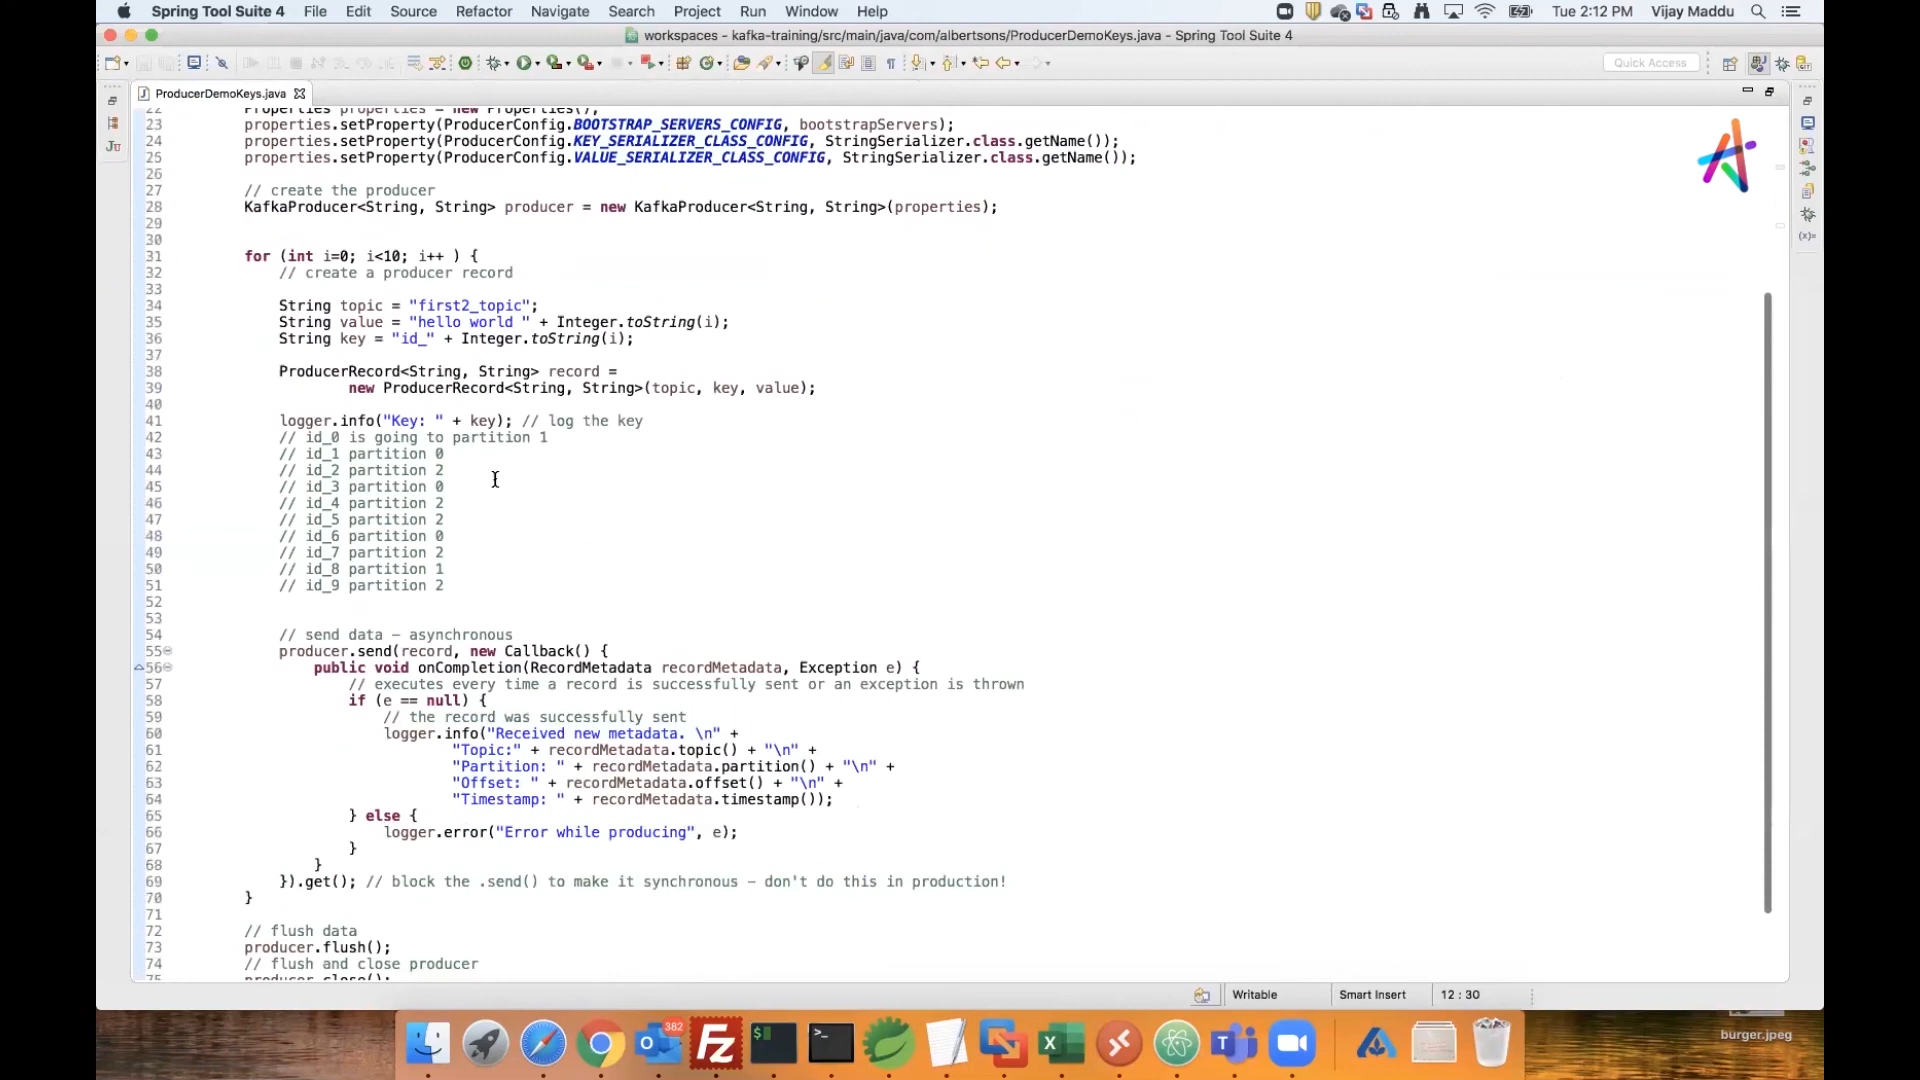 Spring Tool Suite 4 File Edit Source Refactor Navigate Search Project Run Window Help Tue 2:12 PM Vijay Maddu
workspaces - kafka-training/src/main/java/com/albertsons/ProducerDemoKeys.java - Spring Tool Suite 4
Quick Access
ProducerDemoKeys.java
22 Properties properties = new Properties();
23 properties.setProperty(ProducerConfig.BOOTSTRAP_SERVERS_CONFIG, bootstrapServers);
24 properties.setProperty(ProducerConfig.KEY_SERIALIZER_CLASS_CONFIG, StringSerializer.class.getName());
25 properties.setProperty(ProducerConfig.VALUE_SERIALIZER_CLASS_CONFIG, StringSerializer.class.getName());
26
27 // create the producer
28 KafkaProducer<String, String> producer = new KafkaProducer<String, String>(properties);
29
30
31 for (int i=0; i<10; i++ ) {
32 // create a producer record
33
34 String topic = "first2_topic";
35 String value = "hello world " + Integer.toString(i);
36 String key = "id_" + Integer.toString(i);
37
38 ProducerRecord<String, String> record =
39 new ProducerRecord<String, String>(topic, key, value);
40
41 logger.info("Key: " + key); // log the key
42 // id_0 is going to partition 1
43 // id_1 partition 0
44 // id_2 partition 2
45 // id_3 partition 0
46 // id_4 partition 2
47 // id_5 partition 2
48 // id_6 partition 0
49 // id_7 partition 2
50 // id_8 partition 1
51 // id_9 partition 2
52
53
54 // send data – asynchronous
55 producer.send(record, new Callback() {
56 public void onCompletion(RecordMetadata recordMetadata, Exception e) {
57 // executes every time a record is successfully sent or an exception is thrown
58 if (e == null) {
59 // the record was successfully sent
60 logger.info("Received new metadata. \n" +
61 "Topic:" + recordMetadata.topic() + "\n" +
62 "Partition: " + recordMetadata.partition() + "\n" +
63 "Offset: " + recordMetadata.offset() + "\n" +
64 "Timestamp: " + recordMetadata.timestamp());
65 } else {
66 logger.error("Error while producing", e);
67 }
68 }
69 }).get(); // block the .send() to make it synchronous – don't do this in production!
70 }
71
72 // flush data
73 producer.flush();
74 // flush and close producer
75 producer.close();
Writable Smart Insert 12 : 30
382
burger.jpeg